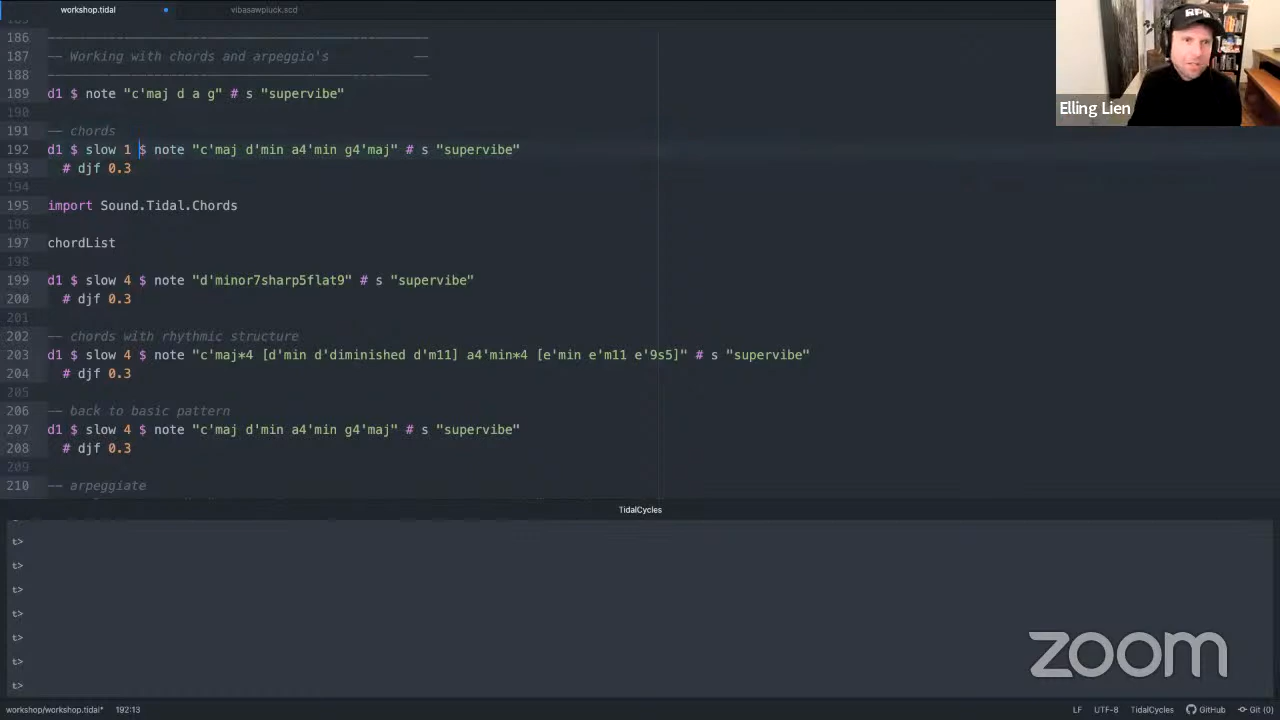 workshop.tidal
vibasawpluck.scd
185
186 ————————————————————————
187 -- Working with chords and arpeggio's --
188 ————————————————————————
189 d1 $ note "c'maj d a g" # s "supervibe"
190
191 -- chords
192 d1 $ slow 1 $ note "c'maj d'min a4'min g4'maj" # s "supervibe"
193 # djf 0.3
194
195 import Sound.Tidal.Chords
196
197 chordList
198
199 d1 $ slow 4 $ note "d'minor7sharp5flat9" # s "supervibe"
200 # djf 0.3
201
202 -- chords with rhythmic structure
203 d1 $ slow 4 $ note "c'maj*4 [d'min d'diminished d'm11] a4'min*4 [e'min e'm11 e'9s5]" # s "supervibe"
204 # djf 0.3
205
206 -- back to basic pattern
207 d1 $ slow 4 $ note "c'maj d'min a4'min g4'maj" # s "supervibe"
208 # djf 0.3
209
210 -- arpeggiate
TidalCycles
t>
t>
t>
t>
t>
t>
t>
workshop/workshop.tidal* 192:13
LF UTF-8 TidalCycles GitHub Git (0)
Elling Lien
zoom